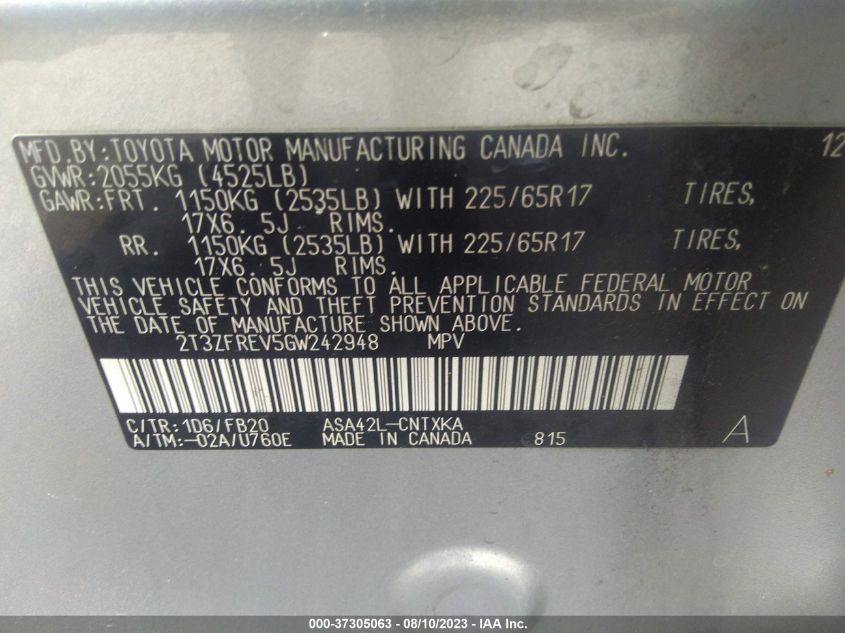 MFD.BY:TOYOTA MOTOR MANUFACTURING CANADA INC. 12
GVWR:2055KG (4525LB)
GAWR:FRT. 1150KG (2535LB) WITH 225/65R17 TIRES,
17X6. 5J RIMS.
RR. 1150KG (2535LB) WITH 225/65R17 TIRES,
17X6. 5J RIMS.
THIS VEHICLE CONFORMS TO ALL APPLICABLE FEDERAL MOTOR
VEHICLE SAFETY AND THEFT PREVENTION STANDARDS IN EFFECT ON
THE DATE OF MANUFACTURE SHOWN ABOVE.
2T3ZFREV5GW242948 MPV
C/TR:1D6/FB20 ASA42L-CNTXKA
A/TM:-02A/U760E MADE IN CANADA 815 A
000-37305063 — 08/10/2023 — IAA Inc.